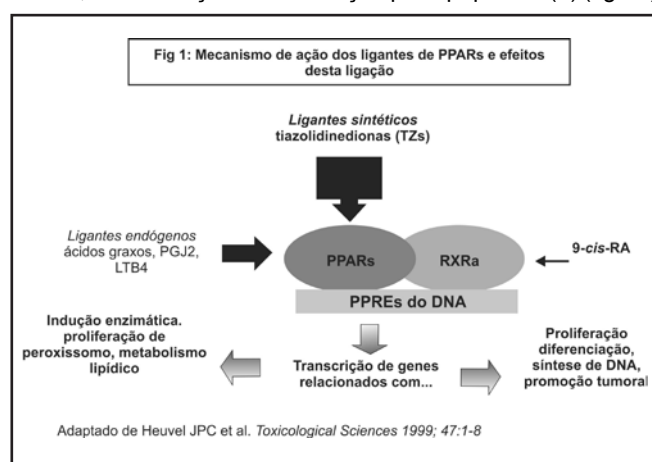 Fig 1: Mecanismo de ação dos ligantes de PPARs e efeitos
desta ligação
Ligantes sintéticos
tiazolidinedionas (TZs)
Ligantes endógenos
ácidos graxos, PGJ2,
LTB4
PPARs
RXRa
9-cis-RA
PPREs do DNA
Indução enzimática.
proliferação de
peroxissomo, metabolismo
lipídico
Transcrição de genes
relacionados com...
Proliferação
diferenciação,
síntese de DNA,
promoção tumoral
Adaptado de Heuvel JPC et al. Toxicological Sciences 1999; 47:1-8